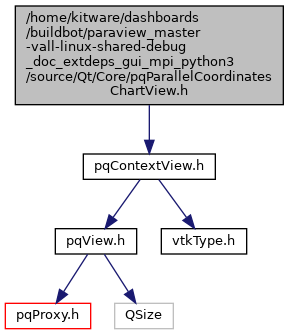 /home/kitware/dashboards
/buildbot/paraview_master
-vall-linux-shared-debug
_doc_extdeps_gui_mpi_python3
/source/Qt/Core/pqParallelCoordinates
ChartView.h
pqContextView.h
pqView.h
vtkType.h
pqProxy.h
QSize